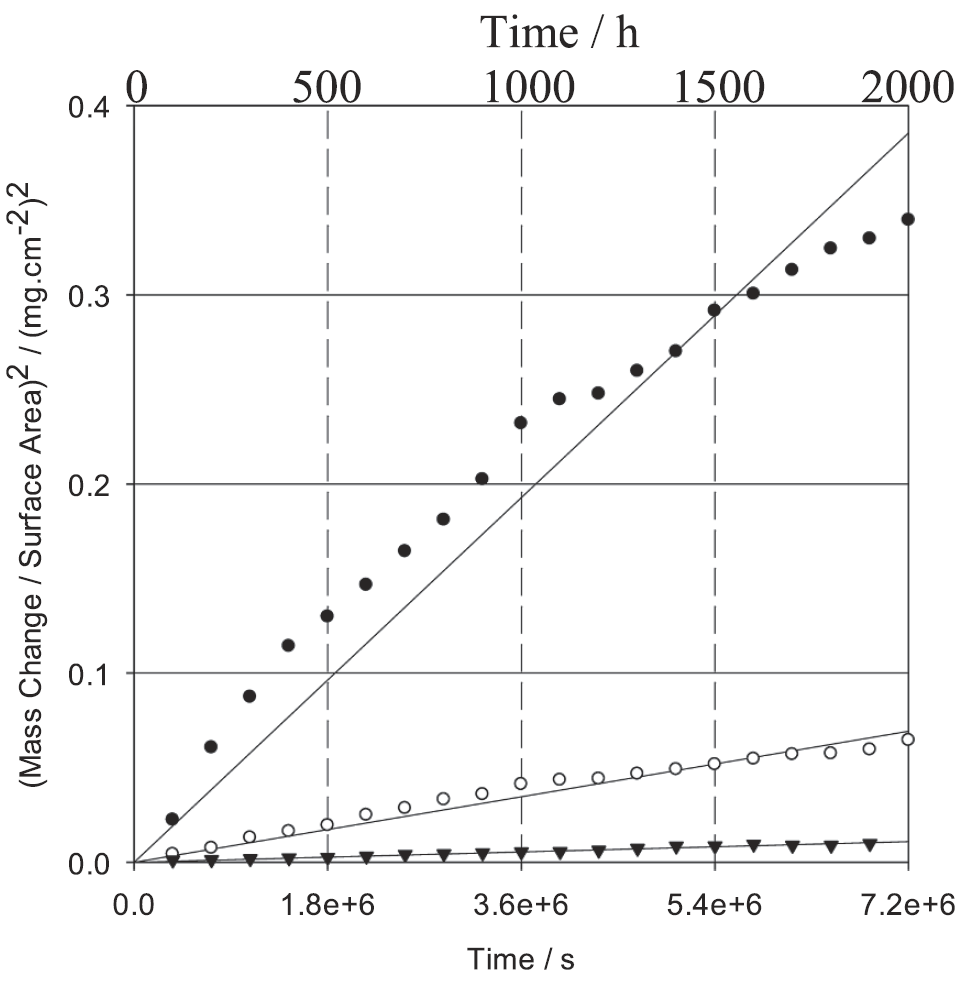 Time / h
0 500 1000 1500 2000
0.4
0.3
0.2
0.1
0.0
(Mass Change / Surface Area)² / (mg.cm⁻²)²
0.0 1.8e+6 3.6e+6 5.4e+6 7.2e+6
Time / s